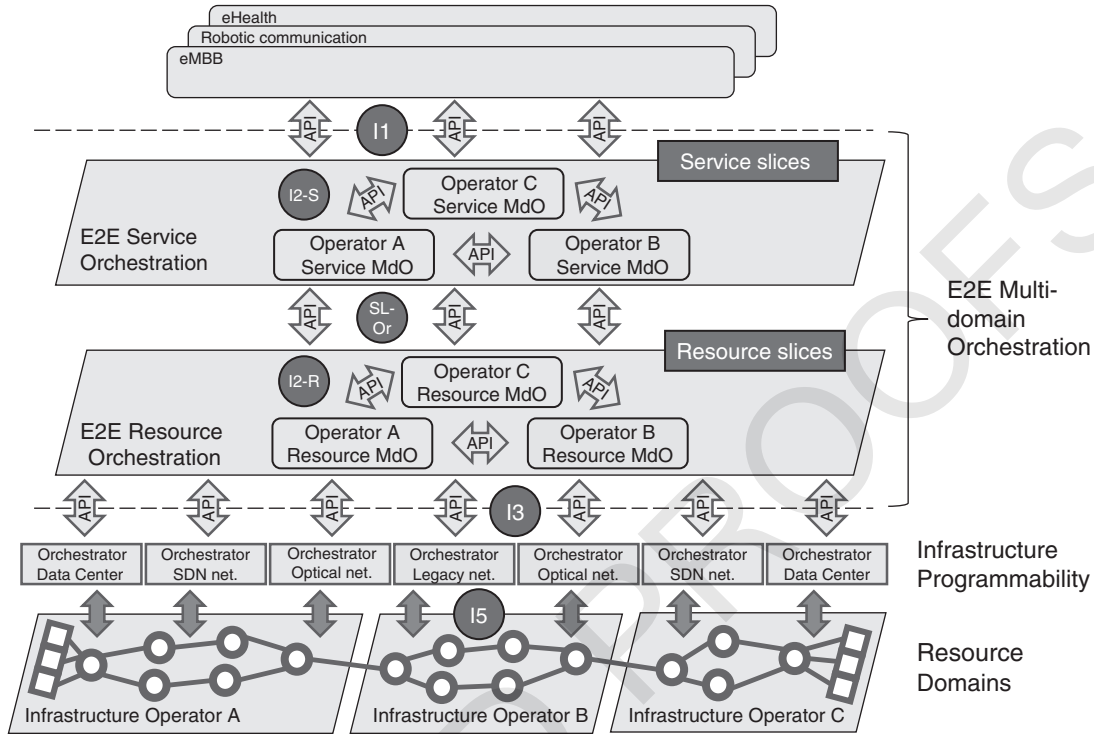 eHealth
Robotic communication
eMBB
API
I1
API
API
Service slices
I2-S
API
Operator C
Service MdO
API
E2E Service
Orchestration
Operator A
Service MdO
API
Operator B
Service MdO
API
SL-
Or
API
API
E2E Multi-
domain
Orchestration
Resource slices
I2-R
API
Operator C
Resource MdO
API
E2E Resource
Orchestration
Operator A
Resource MdO
API
Operator B
Resource MdO
API
API
API
API
I3
API
API
API
Orchestrator
Data Center
Orchestrator
SDN net.
Orchestrator
Optical net.
Orchestrator
Legacy net.
Orchestrator
Optical net.
Orchestrator
SDN net.
Orchestrator
Data Center
Infrastructure
Programmability
I5
Resource
Domains
Infrastructure Operator A
Infrastructure Operator B
Infrastructure Operator C
PROOFS